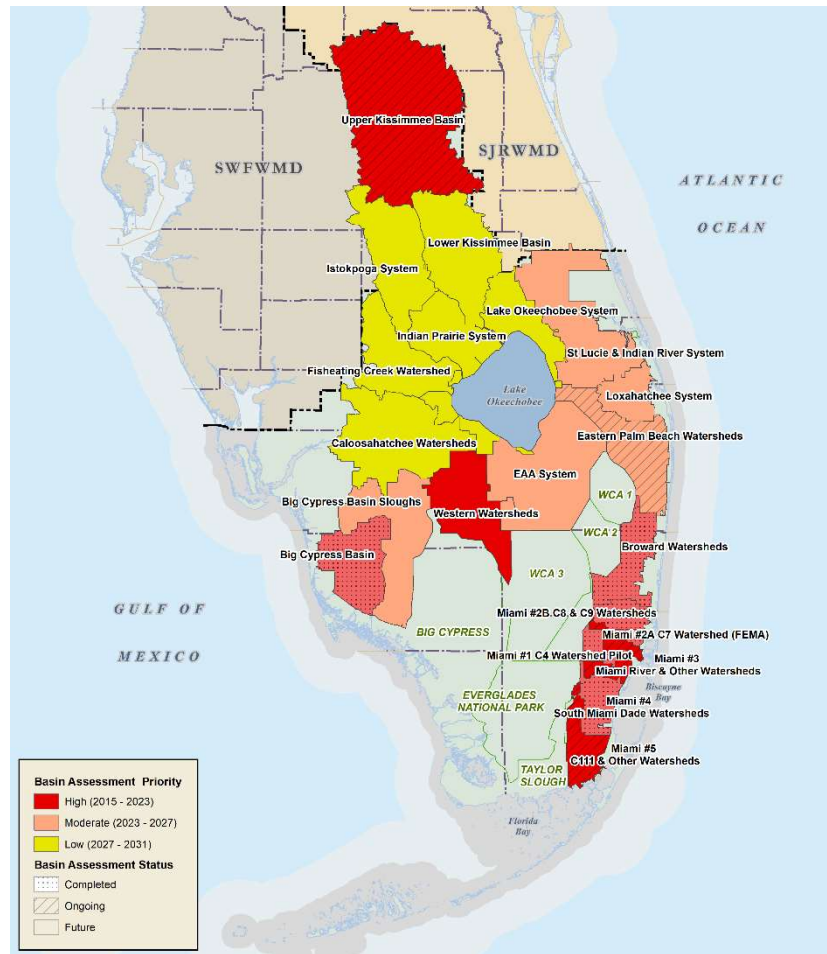 Upper Kissimmee Basin
SWFWMD
SJRWMD
ATLANTIC
OCEAN
Lower Kissimmee Basin
Istokpoga System
Lake Okeechobee System
Indian Prairie System
St Lucie & Indian River System
Fisheating Creek Watershed
Lake
Okeechobee
Loxahatchee System
Caloosahatchee Watersheds
Eastern Palm Beach Watersheds
EAA System
Big Cypress Basin Sloughs
WCA 1
Western Watersheds
WCA 2
Broward Watersheds
Big Cypress Basin
WCA 3
GULF OF
MEXICO
Miami #2B C8 & C9 Watersheds
BIG CYPRESS
Miami #2A C7 Watershed (FEMA)
Miami #1 C4 Watershed Pilot
Miami #3
Miami River & Other Watersheds
Biscayne
Bay
EVERGLADES
NATIONAL PARK
Miami #4
South Miami Dade Watersheds
Miami #5
C111 & Other Watersheds
TAYLOR
SLOUGH
Florida
Bay
Basin Assessment Priority
High (2015 - 2023)
Moderate (2023 - 2027)
Low (2027 - 2031)
Basin Assessment Status
Completed
Ongoing
Future